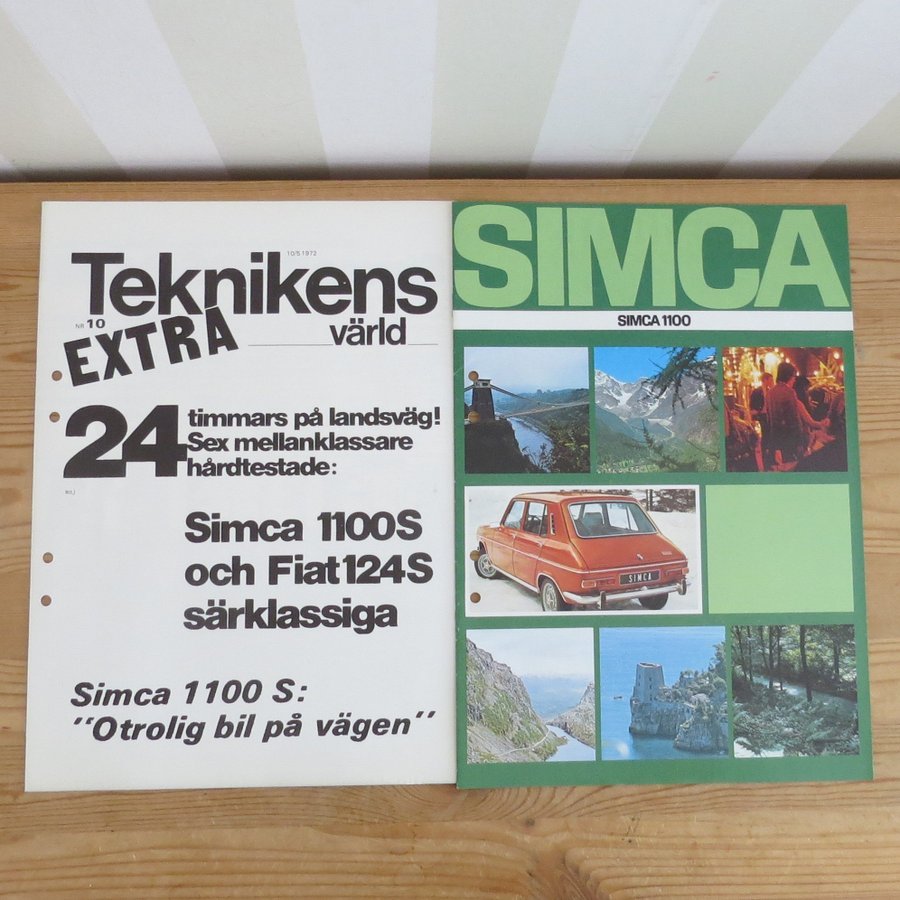 10/5 1972
Teknikens
NR 10
EXTRA
värld
24 timmars på landsväg!
Sex mellanklassare
hårdtestade:
Simca 1100S
och Fiat 124S
särklassiga
Simca 1100 S:
"Otrolig bil på vägen"
SIMCA
SIMCA 1100
SIMCA